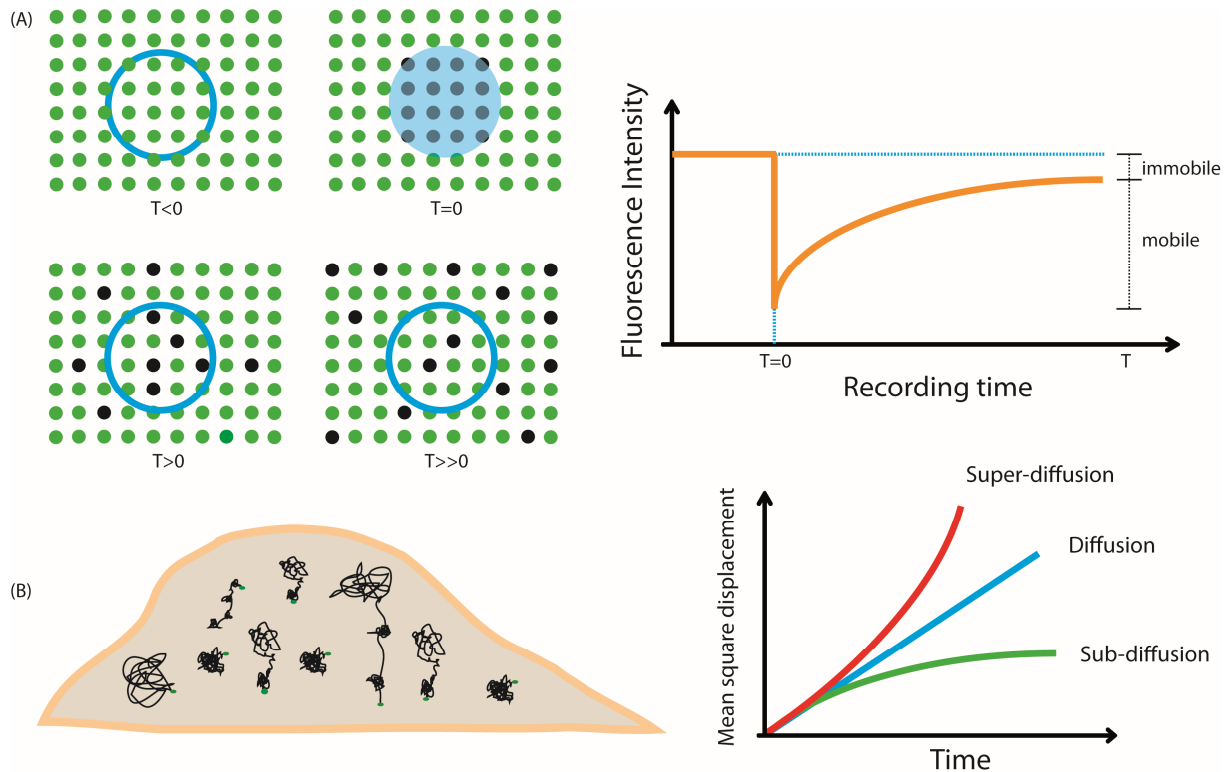 (A)
T<0
T=0
T>0
T>>0
Fluorescence Intensity
immobile
mobile
T=0
T
Recording time
(B)
Mean square displacement
Super-diffusion
Diffusion
Sub-diffusion
Time